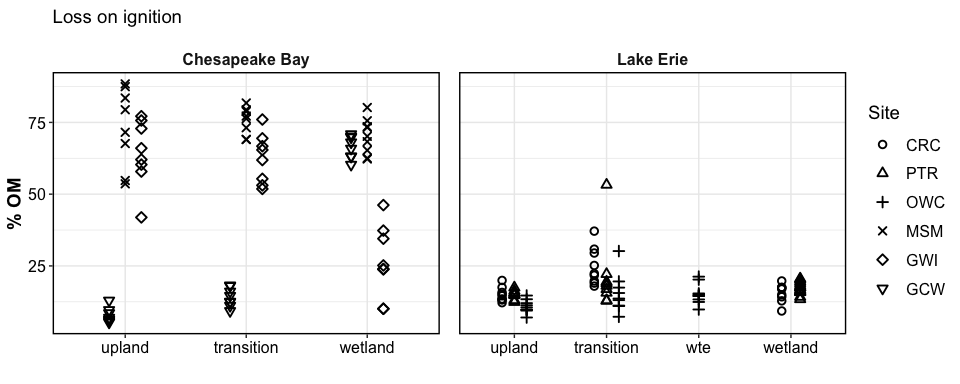 Loss on ignition
Chesapeake Bay
Lake Erie
% OM
75
50
25
upland transition wetland
upland transition wte wetland
Site
CRC
PTR
OWC
MSM
GWI
GCW